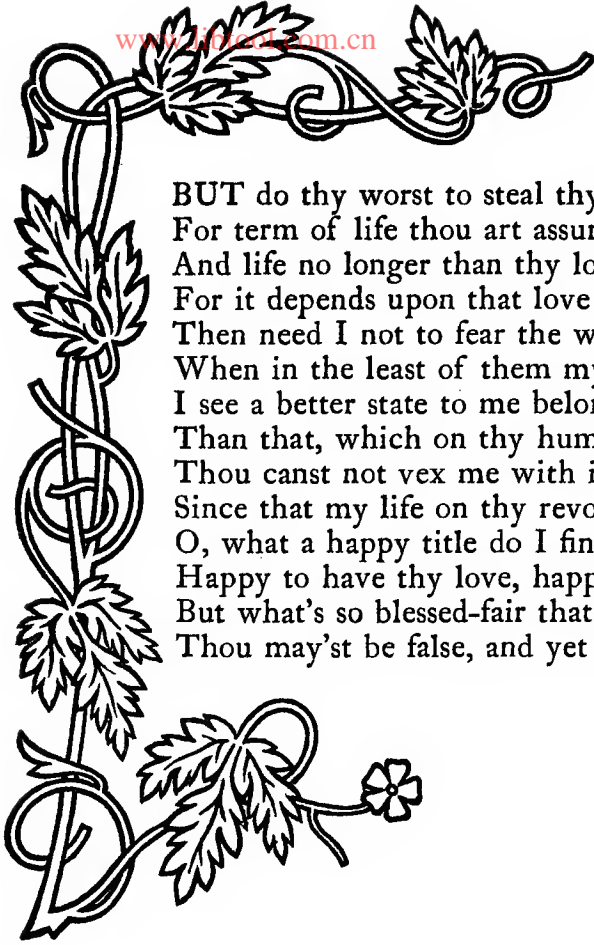 www.libtool.com.cn
BUT do thy worst to steal thy
For term of life thou art assu
And life no longer than thy lo
For it depends upon that love
Then need I not to fear the w
When in the least of them my
I see a better state to me belo
Than that, which on thy hum
Thou canst not vex me with i
Since that my life on thy revo
O, what a happy title do I fin
Happy to have thy love, happ
But what's so blessed-fair that
Thou may'st be false, and yet